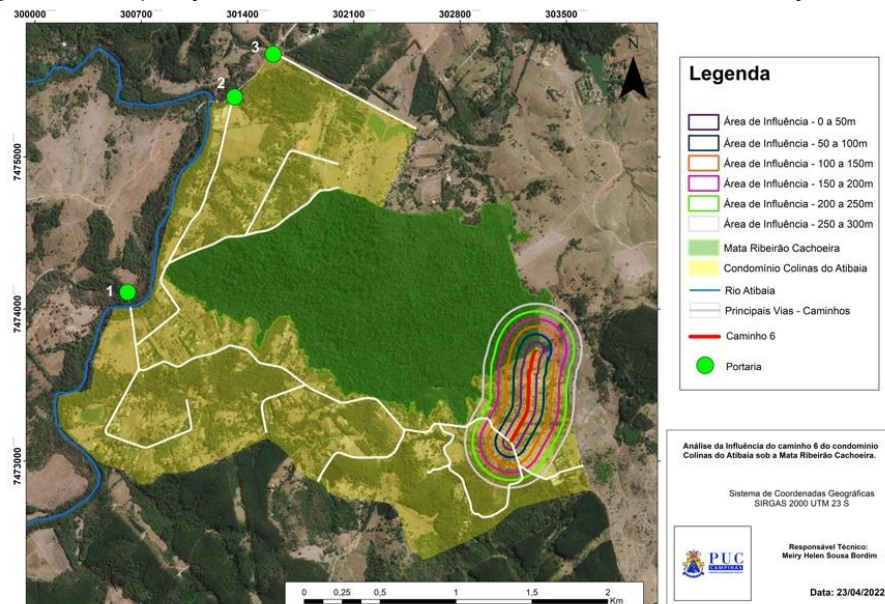 300000 300700 301400 302100 302800 303500
7475000
7474000
7473000
3
2
1
N
Legenda
Área de Influência - 0 a 50m
Área de Influência - 50 a 100m
Área de Influência - 100 a 150m
Área de Influência - 150 a 200m
Área de Influência - 200 a 250m
Área de Influência - 250 a 300m
Mata Ribeirão Cachoeira
Condomínio Colinas do Atibaia
Rio Atibaia
Principais Vias - Caminhos
Caminho 6
Portaria
Análise da Influência do caminho 6 do condomínio
Colinas do Atibaia sob a Mata Ribeirão Cachoeira.
Sistema de Coordenadas Geográficas
SIRGAS 2000 UTM 23 S
PUC
CAMPINAS
Responsável Técnico:
Meiry Helen Sousa Bordim
Data: 23/04/2022
0 0,25 0,5 1 1,5 2
Km